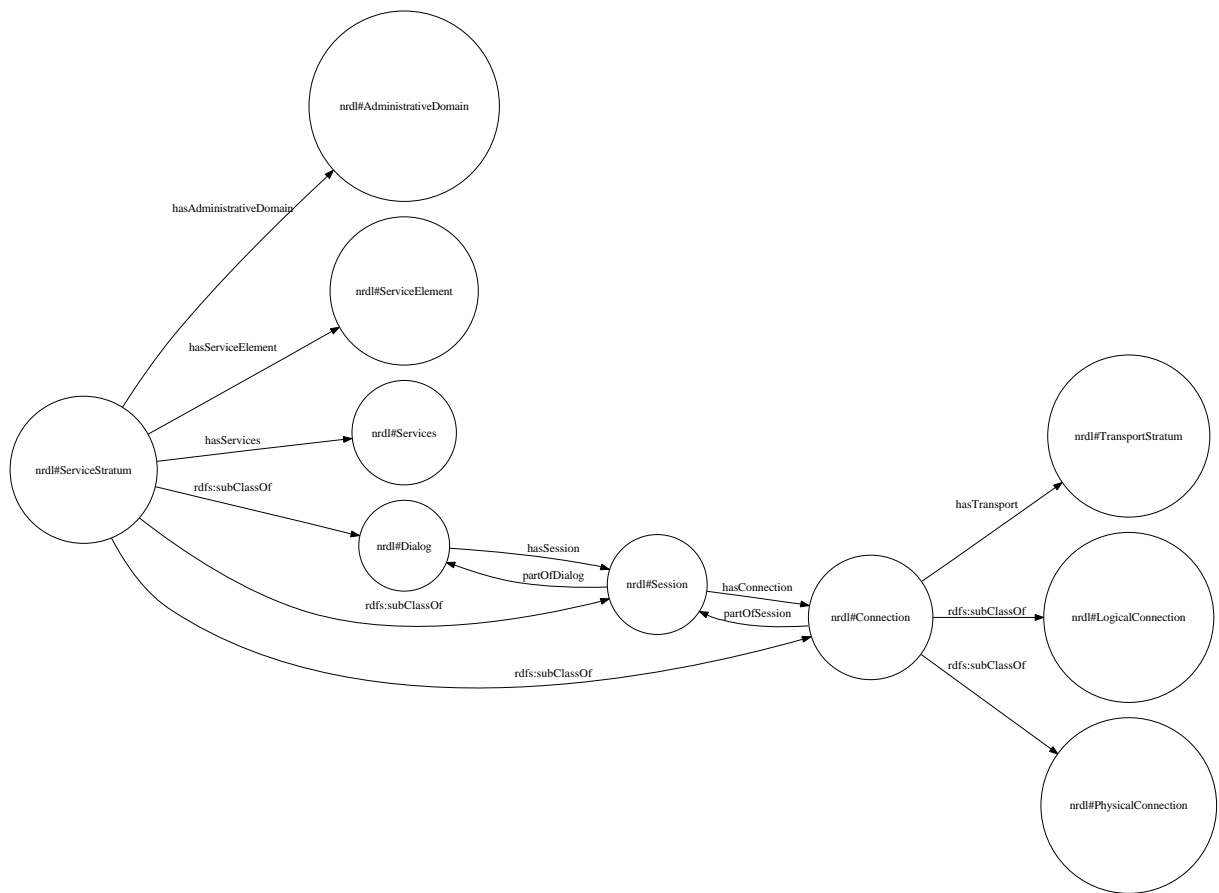 nrdl#AdministrativeDomain
hasAdministrativeDomain
nrdl#ServiceElement
hasServiceElement
hasServices
nrdl#Services
nrdl#TransportStratum
nrdl#ServiceStratum
rdfs:subClassOf
hasTransport
nrdl#Dialog
hasSession
partOfDialog
nrdl#Session
hasConnection
rdfs:subClassOf
partOfSession
nrdl#Connection
rdfs:subClassOf
nrdl#LogicalConnection
rdfs:subClassOf
rdfs:subClassOf
nrdl#PhysicalConnection